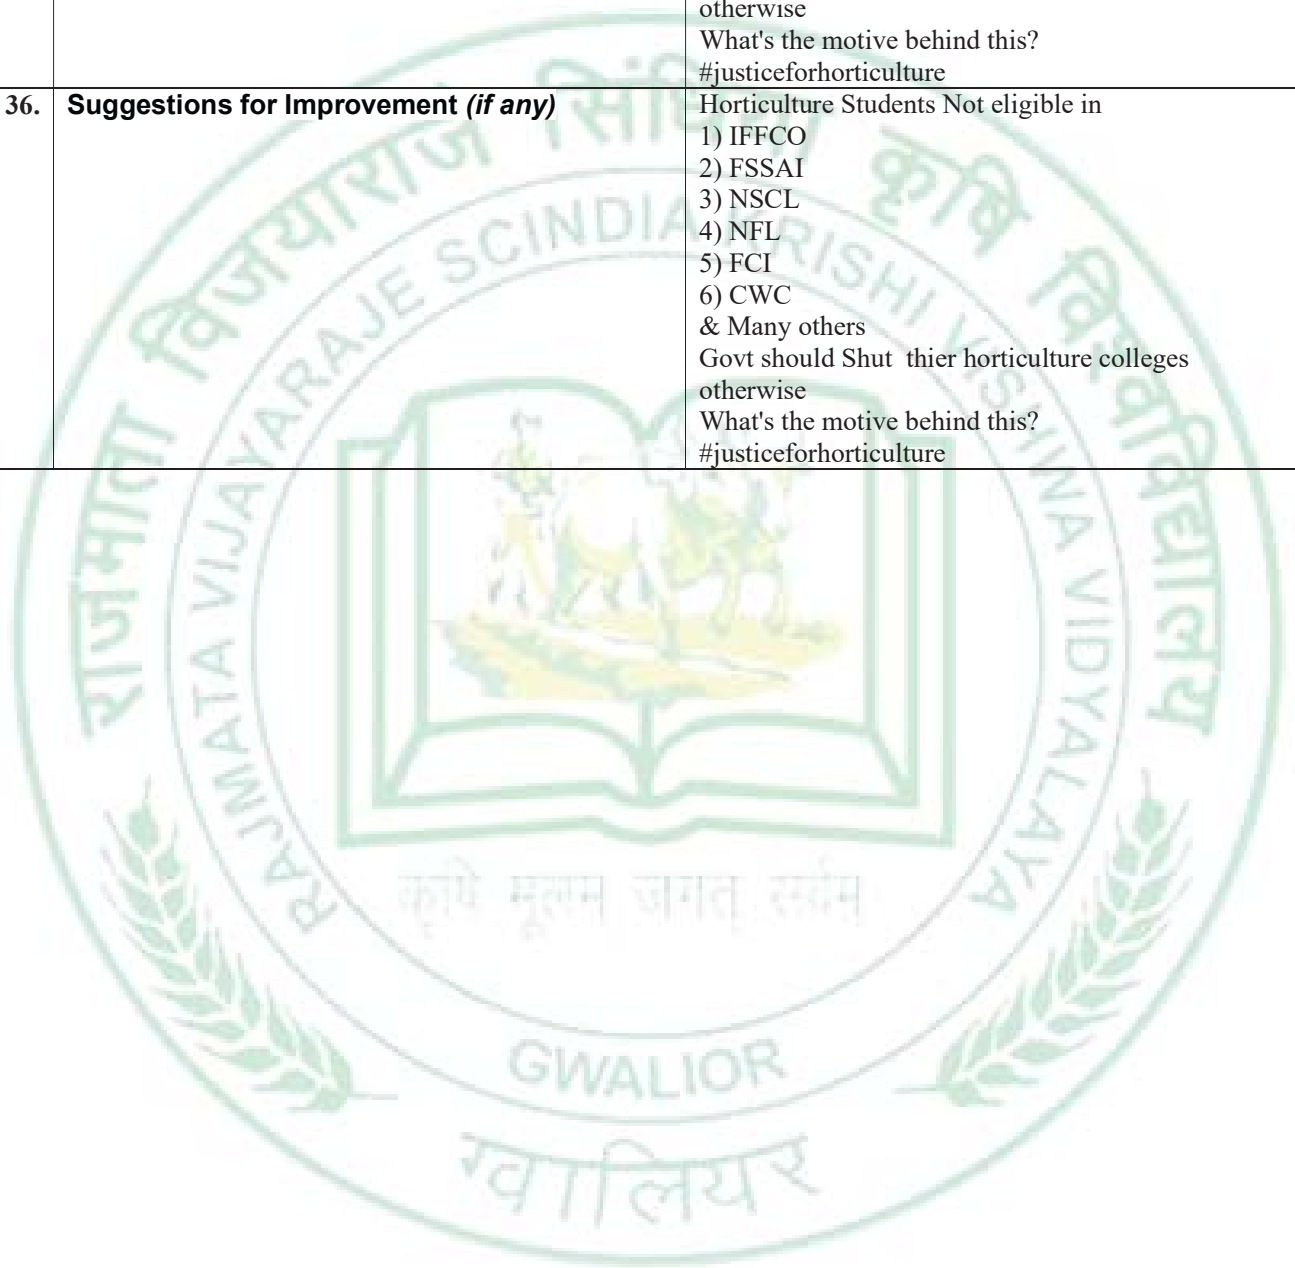 otherwise
What's the motive behind this?
#justiceforhorticulture
36. Suggestions for Improvement (if any)
Horticulture Students Not eligible in
1) IFFCO
2) FSSAI
3) NSCL
4) NFL
5) FCI
6) CWC
& Many others
Govt should Shut thier horticulture colleges
otherwise
What's the motive behind this?
#justiceforhorticulture
राजमाता विजयाराजे सिंधिया कृषि विश्वविद्यालय
RAJMATA VIJAYARAJE SCINDIA KRISHI VISHWA VIDYALAYA
कृषि मूलम जगत
GWALIOR
ग्वालियर